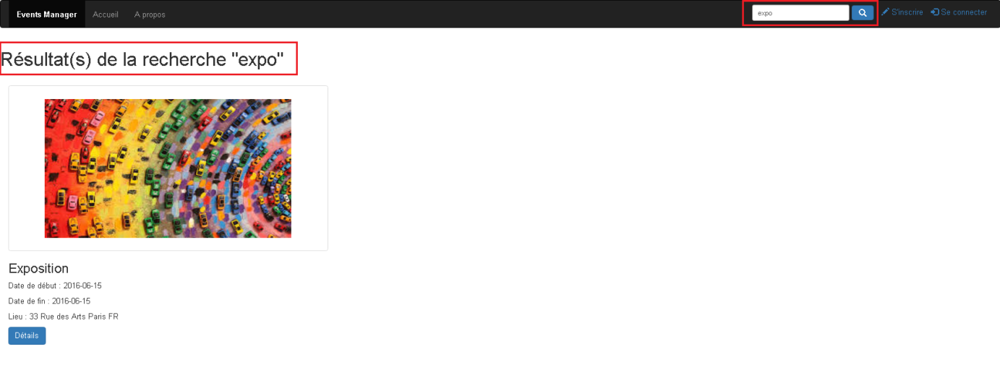 Events Manager Accueil A propos expo S'inscrire Se connecter
Résultat(s) de la recherche "expo"
Exposition
Date de début : 2016-06-15
Date de fin : 2016-06-15
Lieu : 33 Rue des Arts Paris FR
Détails